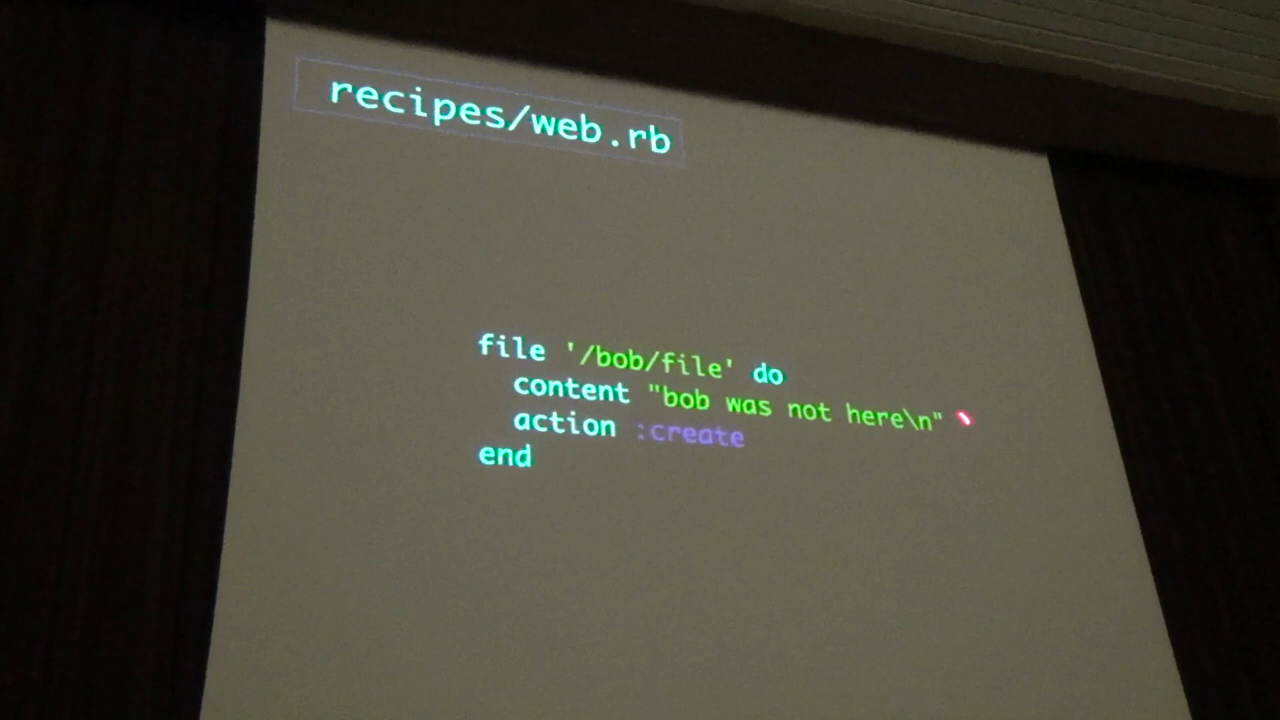 recipes/web.rb
file '/bob/file' do
  content "bob was not here\n"
  action :create
end